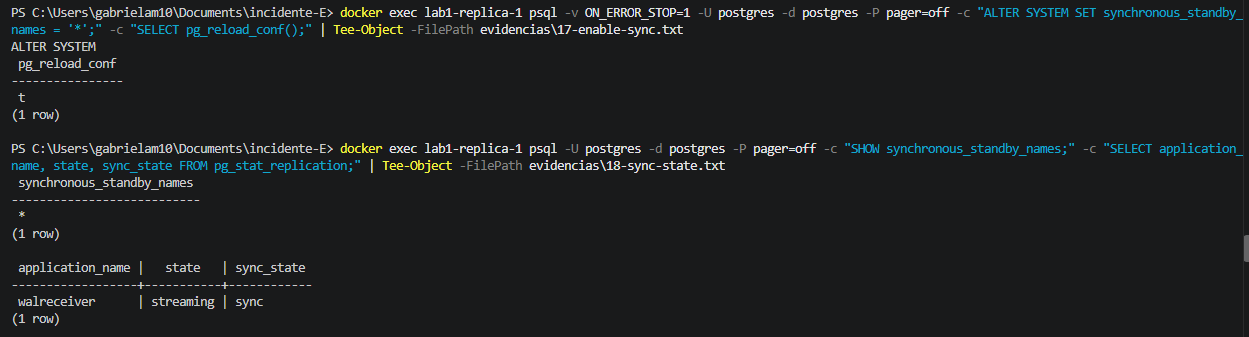 PS C:\Users\gabrielam10\Documents\incidente-E> docker exec lab1-replica-1 psql -v ON_ERROR_STOP=1 -U postgres -d postgres -P pager=off -c "ALTER SYSTEM SET synchronous_standby_
names = '*';" -c "SELECT pg_reload_conf();" | Tee-Object -FilePath evidencias\17-enable-sync.txt
ALTER SYSTEM
 pg_reload_conf
----------------
 t
(1 row)

PS C:\Users\gabrielam10\Documents\incidente-E> docker exec lab1-replica-1 psql -U postgres -d postgres -P pager=off -c "SHOW synchronous_standby_names;" -c "SELECT application_
name, state, sync_state FROM pg_stat_replication;" | Tee-Object -FilePath evidencias\18-sync-state.txt
 synchronous_standby_names
---------------------------
 *
(1 row)

 application_name |   state   | sync_state
------------------+-----------+------------
 walreceiver      | streaming | sync
(1 row)